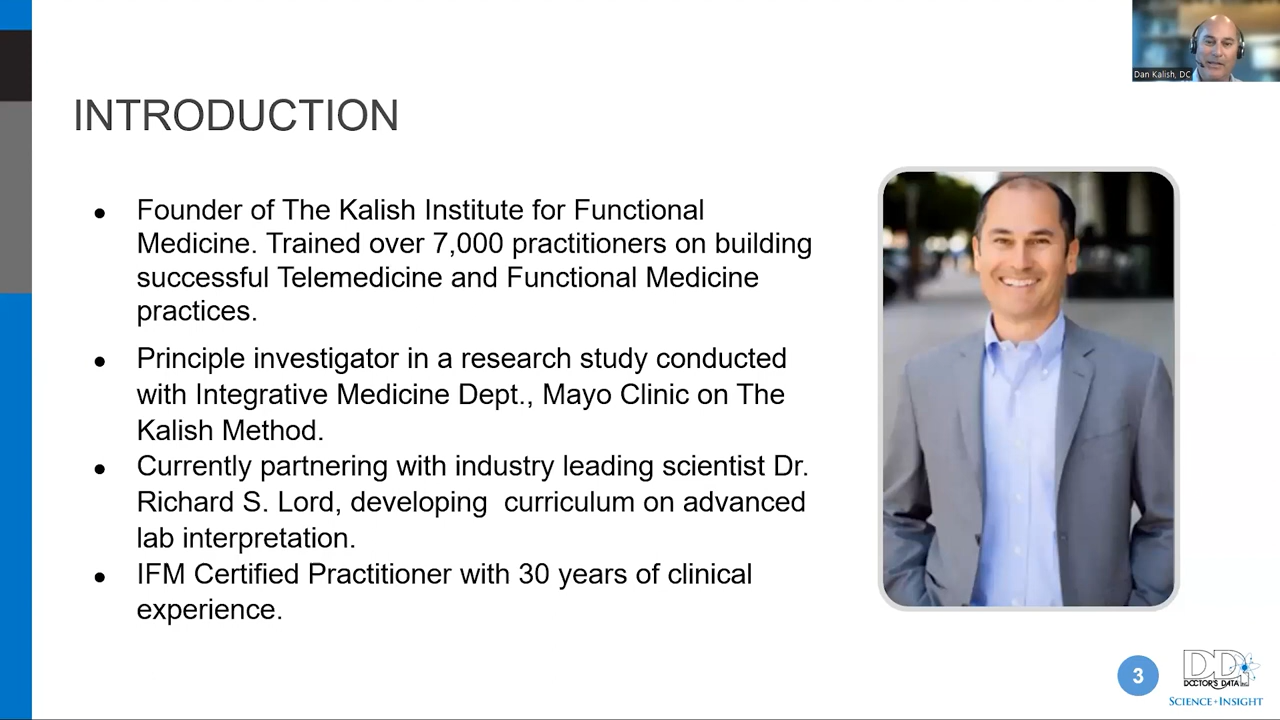 Dan Kalish, DC
INTRODUCTION
● Founder of The Kalish Institute for Functional
Medicine. Trained over 7,000 practitioners on building
successful Telemedicine and Functional Medicine
practices.
● Principle investigator in a research study conducted
with Integrative Medicine Dept., Mayo Clinic on The
Kalish Method.
● Currently partnering with industry leading scientist Dr.
Richard S. Lord, developing  curriculum on advanced
lab interpretation.
● IFM Certified Practitioner with 30 years of clinical
experience.
3
DDI
DOCTOR'S DATA INC
SCIENCE + INSIGHT